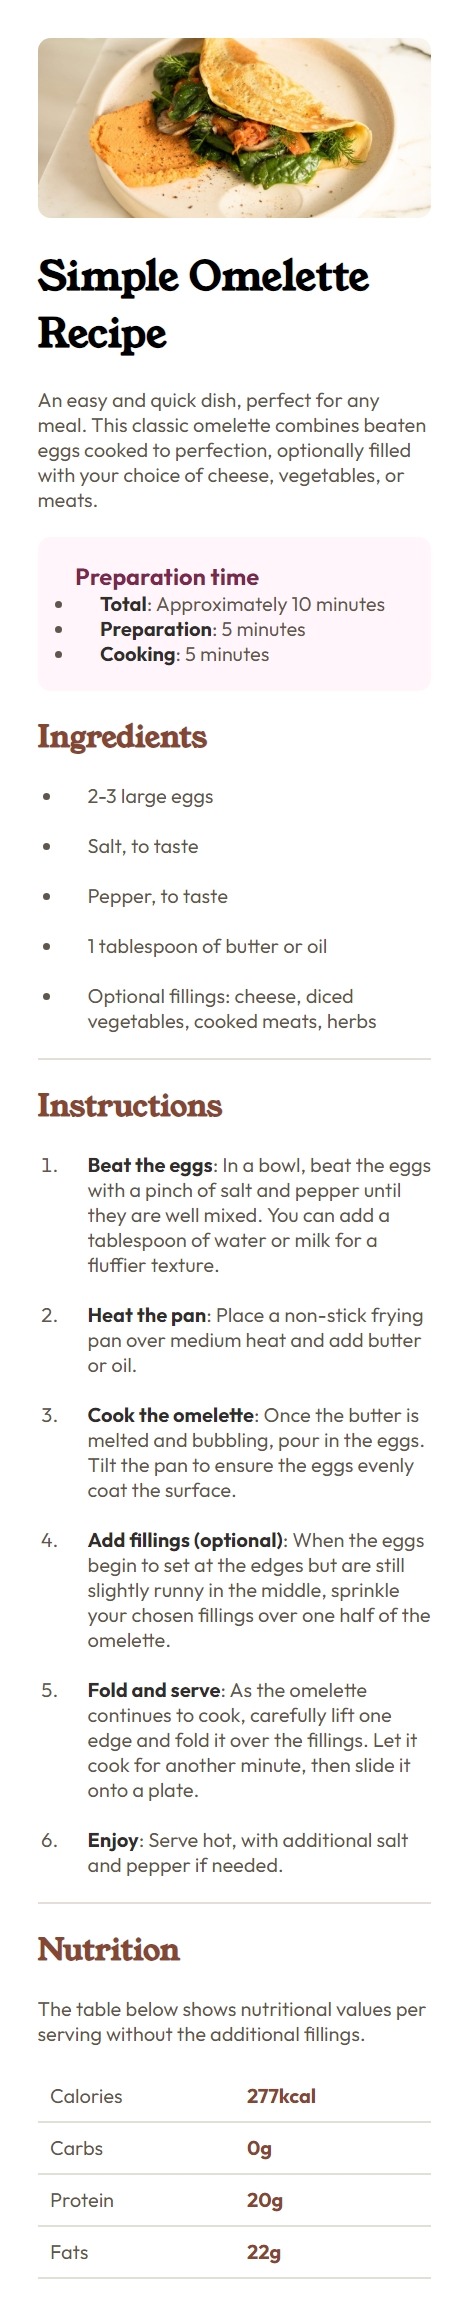 Simple Omelette
Recipe
An easy and quick dish, perfect for any
meal. This classic omelette combines beaten
eggs cooked to perfection, optionally filled
with your choice of cheese, vegetables, or
meats.
Preparation time
• Total: Approximately 10 minutes
• Preparation: 5 minutes
• Cooking: 5 minutes
Ingredients
• 2-3 large eggs
• Salt, to taste
• Pepper, to taste
• 1 tablespoon of butter or oil
• Optional fillings: cheese, diced
vegetables, cooked meats, herbs
Instructions
1. Beat the eggs: In a bowl, beat the eggs
with a pinch of salt and pepper until
they are well mixed. You can add a
tablespoon of water or milk for a
fluffier texture.
2. Heat the pan: Place a non-stick frying
pan over medium heat and add butter
or oil.
3. Cook the omelette: Once the butter is
melted and bubbling, pour in the eggs.
Tilt the pan to ensure the eggs evenly
coat the surface.
4. Add fillings (optional): When the eggs
begin to set at the edges but are still
slightly runny in the middle, sprinkle
your chosen fillings over one half of the
omelette.
5. Fold and serve: As the omelette
continues to cook, carefully lift one
edge and fold it over the fillings. Let it
cook for another minute, then slide it
onto a plate.
6. Enjoy: Serve hot, with additional salt
and pepper if needed.
Nutrition
The table below shows nutritional values per
serving without the additional fillings.
Calories 277kcal
Carbs 0g
Protein 20g
Fats 22g